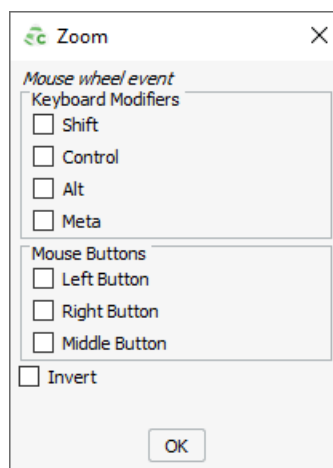 Zoom
Mouse wheel event
Keyboard Modifiers
Shift
Control
Alt
Meta
Mouse Buttons
Left Button
Right Button
Middle Button
Invert
OK